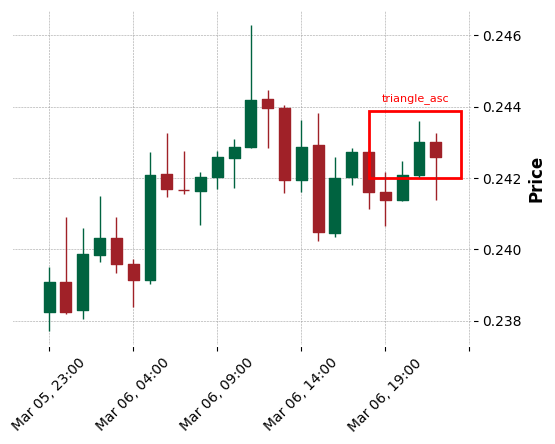 0.246
0.244
0.242
0.240
0.238
Price
triangle_asc
Mar 05, 23:00
Mar 06, 04:00
Mar 06, 09:00
Mar 06, 14:00
Mar 06, 19:00